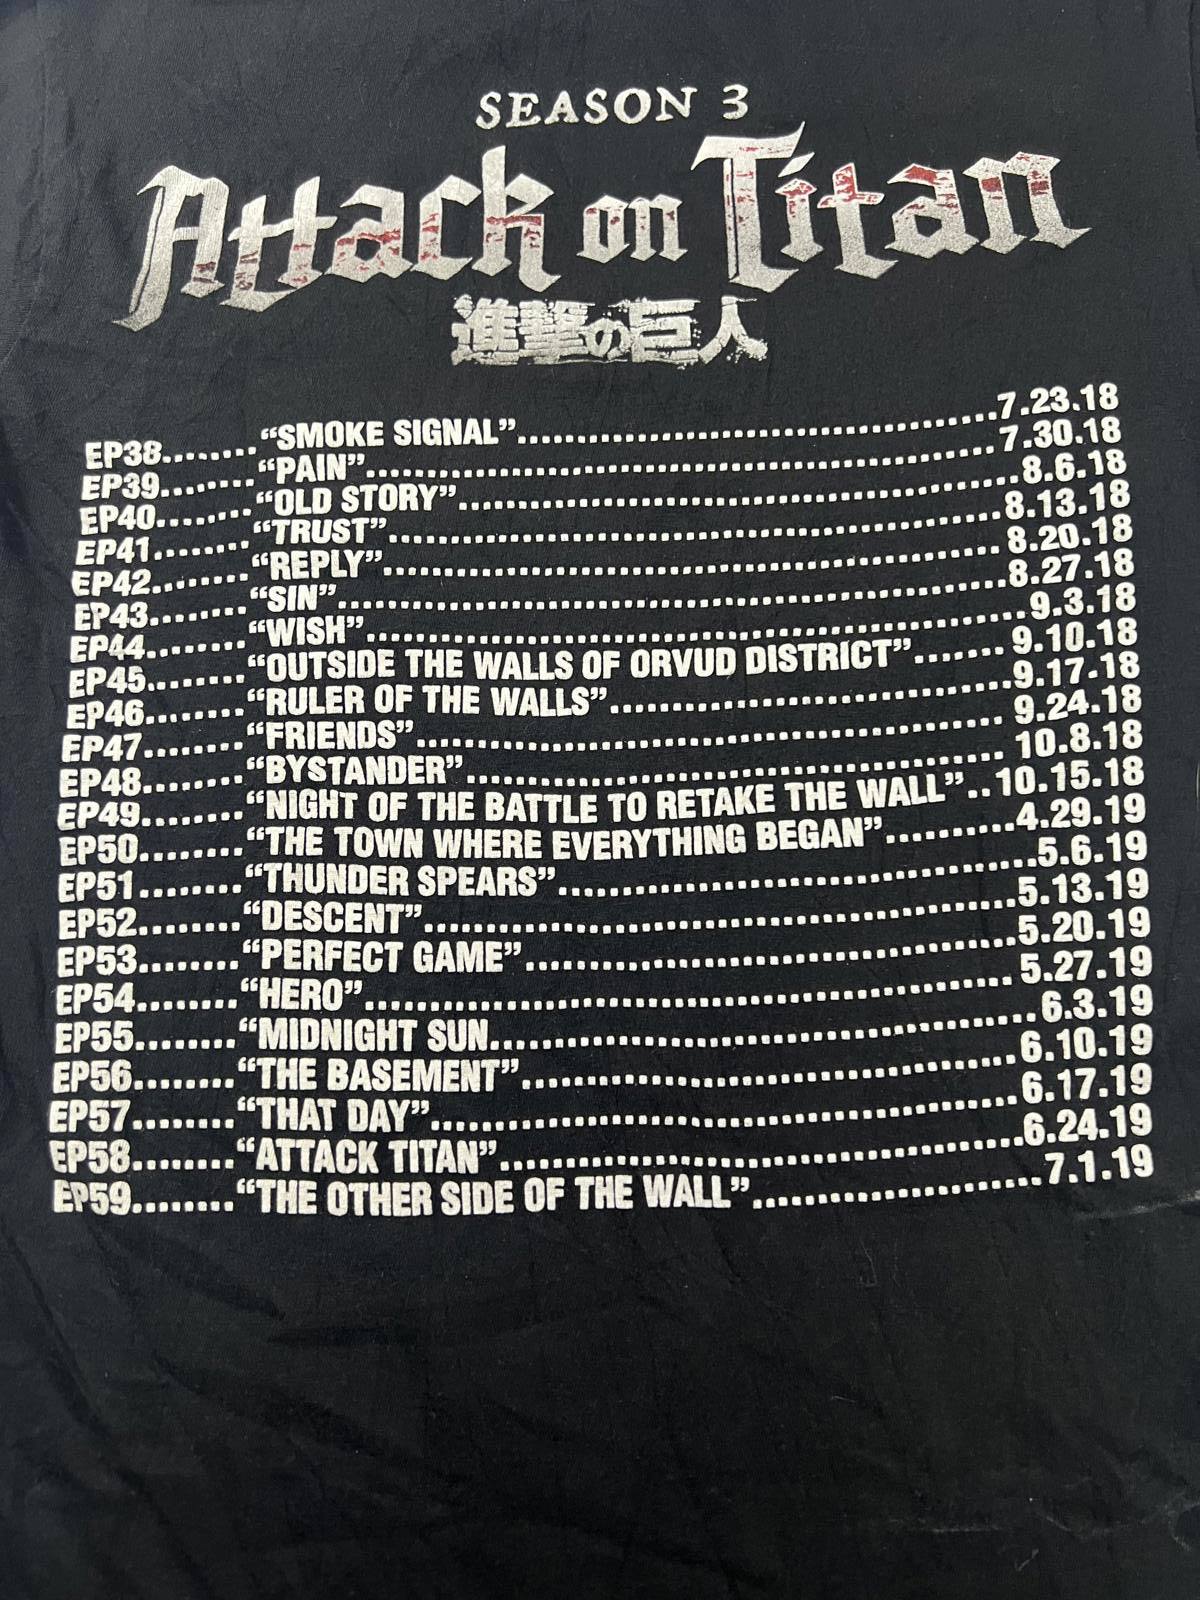 SEASON 3
Attack on Titan
進撃の巨人
EP38........“SMOKE SIGNAL”........7.23.18
EP39........“PAIN”........7.30.18
EP40........“OLD STORY”........8.6.18
EP41........“TRUST”........8.13.18
EP42........“REPLY”........8.20.18
EP43........“SIN”........8.27.18
EP44........“WISH”........9.3.18
EP45........“OUTSIDE THE WALLS OF ORVUD DISTRICT”.......9.10.18
EP46........“RULER OF THE WALLS”........9.17.18
EP47........“FRIENDS”........9.24.18
EP48........“BYSTANDER”........10.8.18
EP49........“NIGHT OF THE BATTLE TO RETAKE THE WALL”..10.15.18
EP50........“THE TOWN WHERE EVERYTHING BEGAN”..........4.29.19
EP51........“THUNDER SPEARS”........5.6.19
EP52........“DESCENT”........5.13.19
EP53........“PERFECT GAME”........5.20.19
EP54........“HERO”........5.27.19
EP55........“MIDNIGHT SUN........6.3.19
EP56........“THE BASEMENT”........6.10.19
EP57........“THAT DAY”........6.17.19
EP58........“ATTACK TITAN”........6.24.19
EP59........“THE OTHER SIDE OF THE WALL”........7.1.19